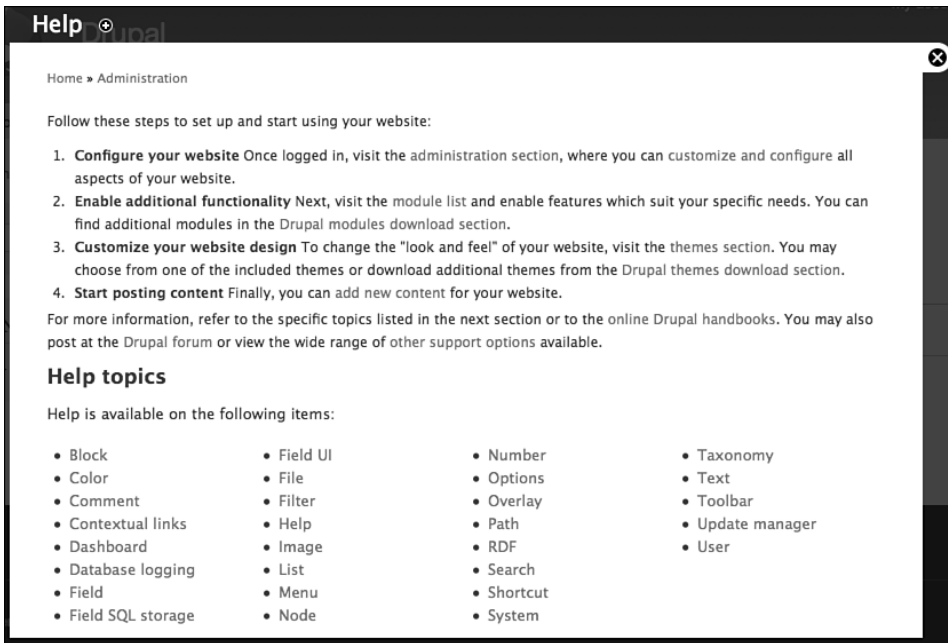 Help
Drupal
Home » Administration
Follow these steps to set up and start using your website:
1. Configure your website Once logged in, visit the administration section, where you can customize and configure all
aspects of your website.
2. Enable additional functionality Next, visit the module list and enable features which suit your specific needs. You can
find additional modules in the Drupal modules download section.
3. Customize your website design To change the "look and feel" of your website, visit the themes section. You may
choose from one of the included themes or download additional themes from the Drupal themes download section.
4. Start posting content Finally, you can add new content for your website.
For more information, refer to the specific topics listed in the next section or to the online Drupal handbooks. You may also
post at the Drupal forum or view the wide range of other support options available.
Help topics
Help is available on the following items:
• Block
• Color
• Comment
• Contextual links
• Dashboard
• Database logging
• Field
• Field SQL storage
• Field UI
• File
• Filter
• Help
• Image
• List
• Menu
• Node
• Number
• Options
• Overlay
• Path
• RDF
• Search
• Shortcut
• System
• Taxonomy
• Text
• Toolbar
• Update manager
• User